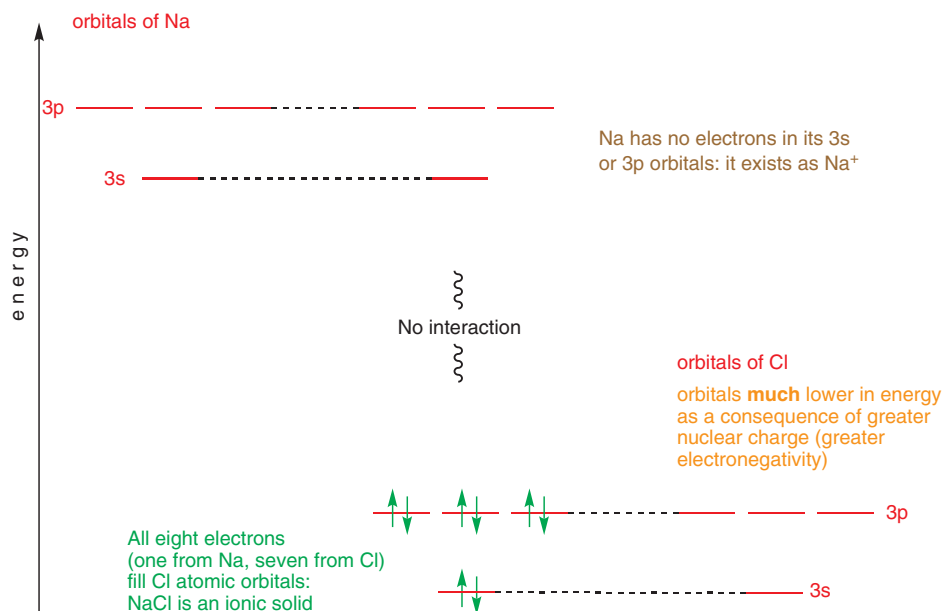 orbitals of Na
3p
Na has no electrons in its 3s
or 3p orbitals: it exists as Na⁺
3s
energy
No interaction
orbitals of Cl
orbitals much lower in energy
as a consequence of greater
nuclear charge (greater
electronegativity)
3p
All eight electrons
(one from Na, seven from Cl)
fill Cl atomic orbitals:
NaCl is an ionic solid
3s